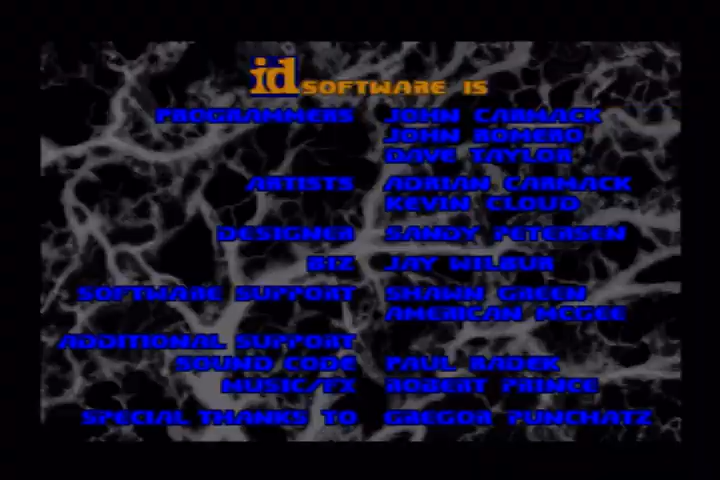 id SOFTWARE IS
PROGRAMMERS JOHN CARMACK
JOHN ROMERO
DAVE TAYLOR
ARTISTS ADRIAN CARMACK
KEVIN CLOUD
DESIGNER SANDY PETERSEN
BIZ JAY WILBUR
SOFTWARE SUPPORT SHAWN GREEN
AMERICAN MCGEE
ADDITIONAL SUPPORT
SOUND CODE PAUL RADEK
MUSIC/FX ROBERT PRINCE
SPECIAL THANKS TO GREGOR PUNCHATZ